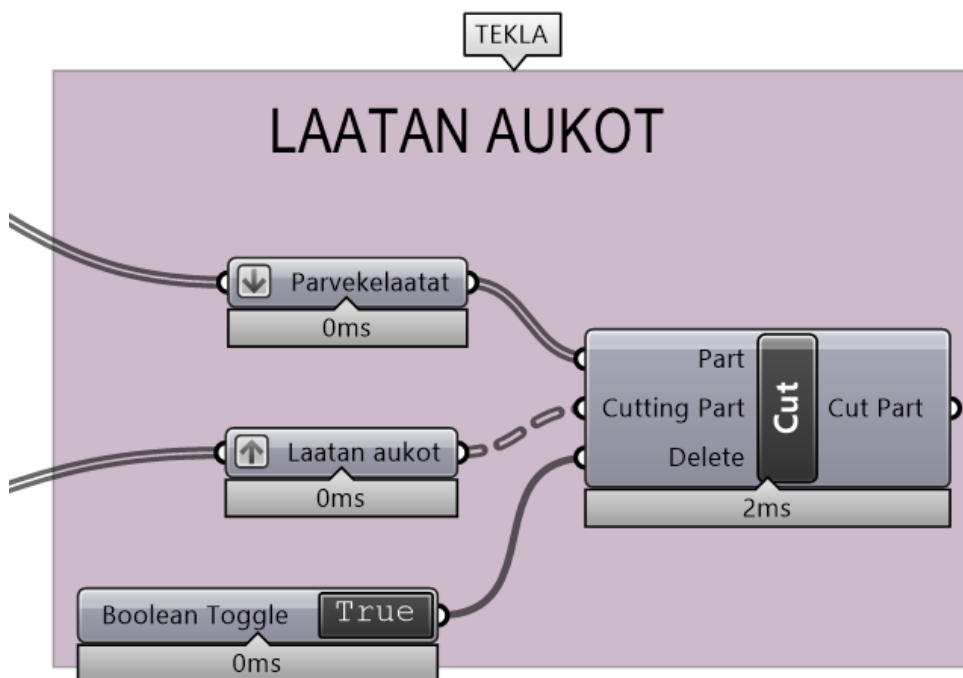 TEKLA
LAATAN AUKOT
Parvekelaatat
0ms
Part
Cutting Part
Delete
Cut
Cut Part
2ms
Laatan aukot
0ms
Boolean Toggle True
0ms